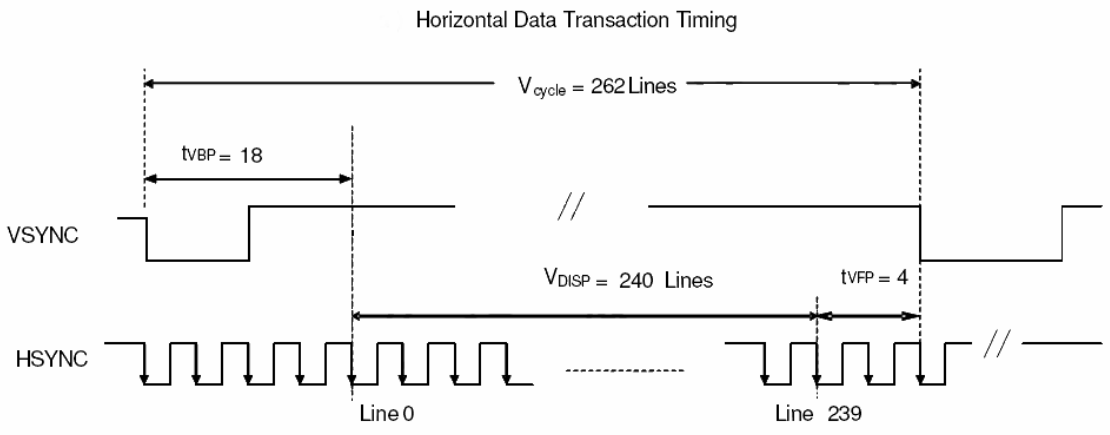 Horizontal Data Transaction Timing
Vcycle = 262 Lines
tVBP = 18
VSYNC
VDISP = 240 Lines
tVFP = 4
HSYNC
Line 0
Line 239